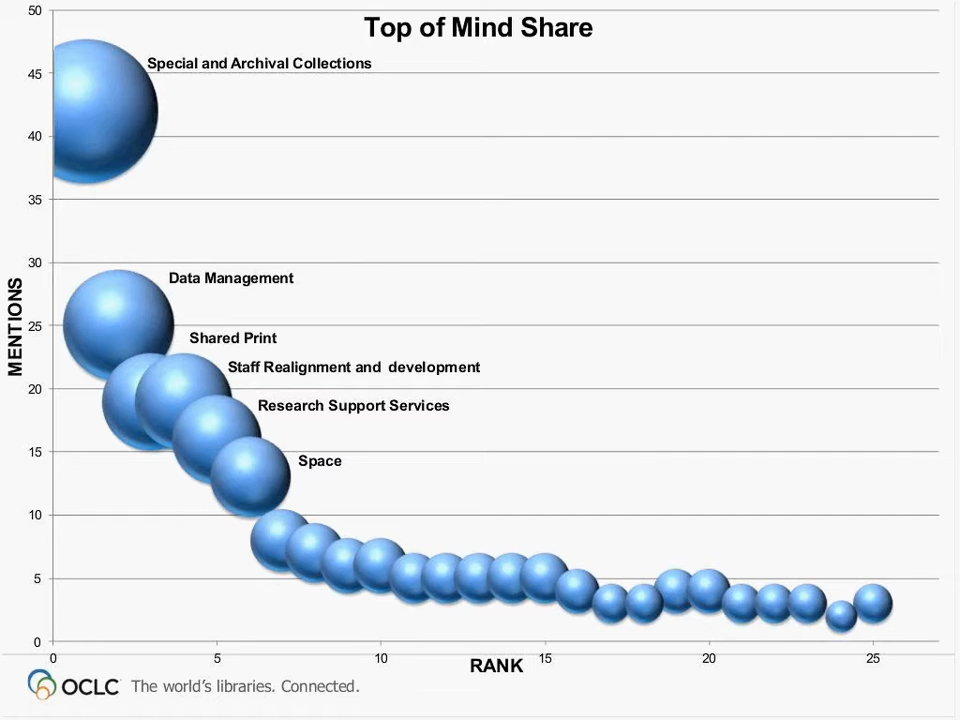 Top of Mind Share
50
45
40
35
30
25
20
15
10
5
0
MENTIONS
Special and Archival Collections
Data Management
Shared Print
Staff Realignment and development
Research Support Services
Space
0
5
10
15
20
25
RANK
OCLC The world's libraries. Connected.